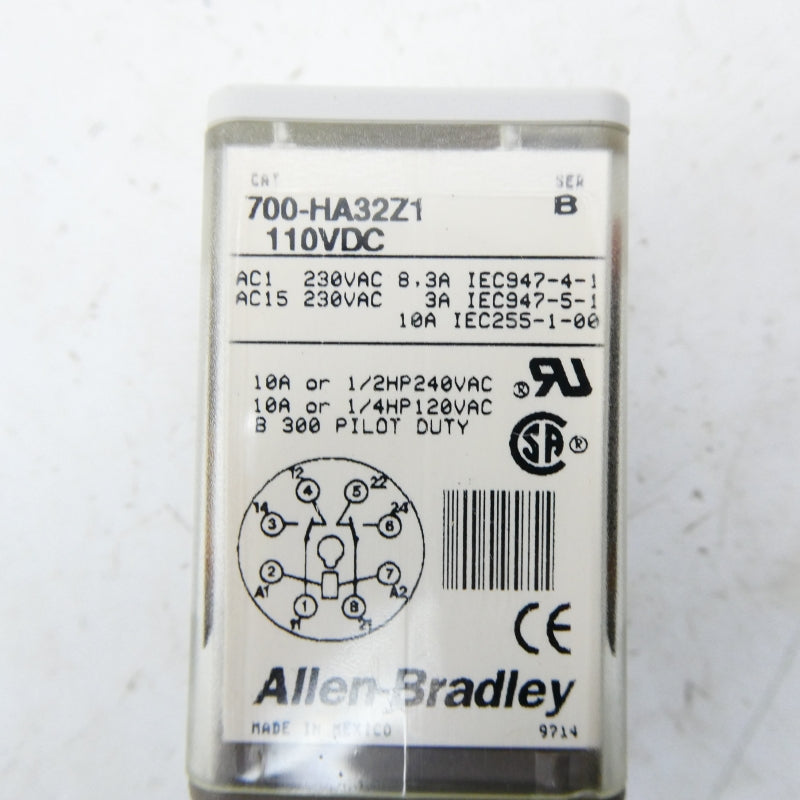 CAT SER
700-HA32Z1 B
110VDC
AC1 230VAC 8.3A IEC947-4-1
AC15 230VAC 3A IEC947-5-1
10A IEC255-1-00
10A or 1/2HP240VAC
10A or 1/4HP120VAC
B 300 PILOT DUTY
RU ®
SA ®
12 22
4 5
14 24
3 6
2 7
A1 A2
1 8
11 21
CE
Allen-Bradley
MADE IN MEXICO 9714